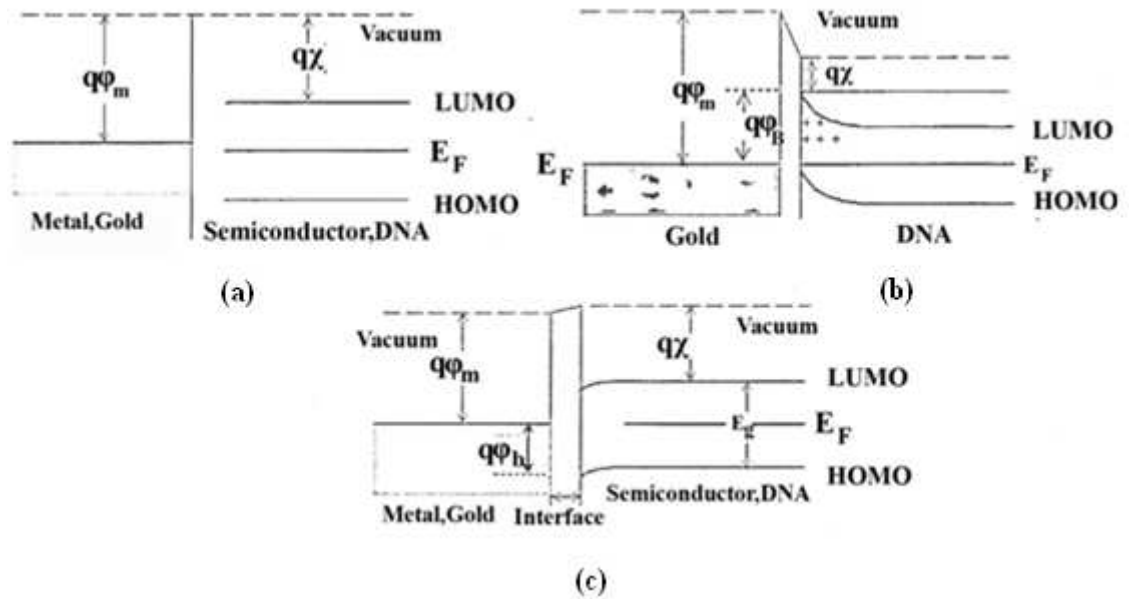 Vacuum
qφm
qχ
LUMO
EF
HOMO
Metal,Gold
Semiconductor,DNA
(a)
Vacuum
qφm
qχ
qφB
LUMO
EF
EF
HOMO
Gold
DNA
(b)
Vacuum
Vacuum
qφm
qχ
LUMO
EF
qφb
HOMO
Semiconductor,DNA
Metal,Gold
Interface
(c)